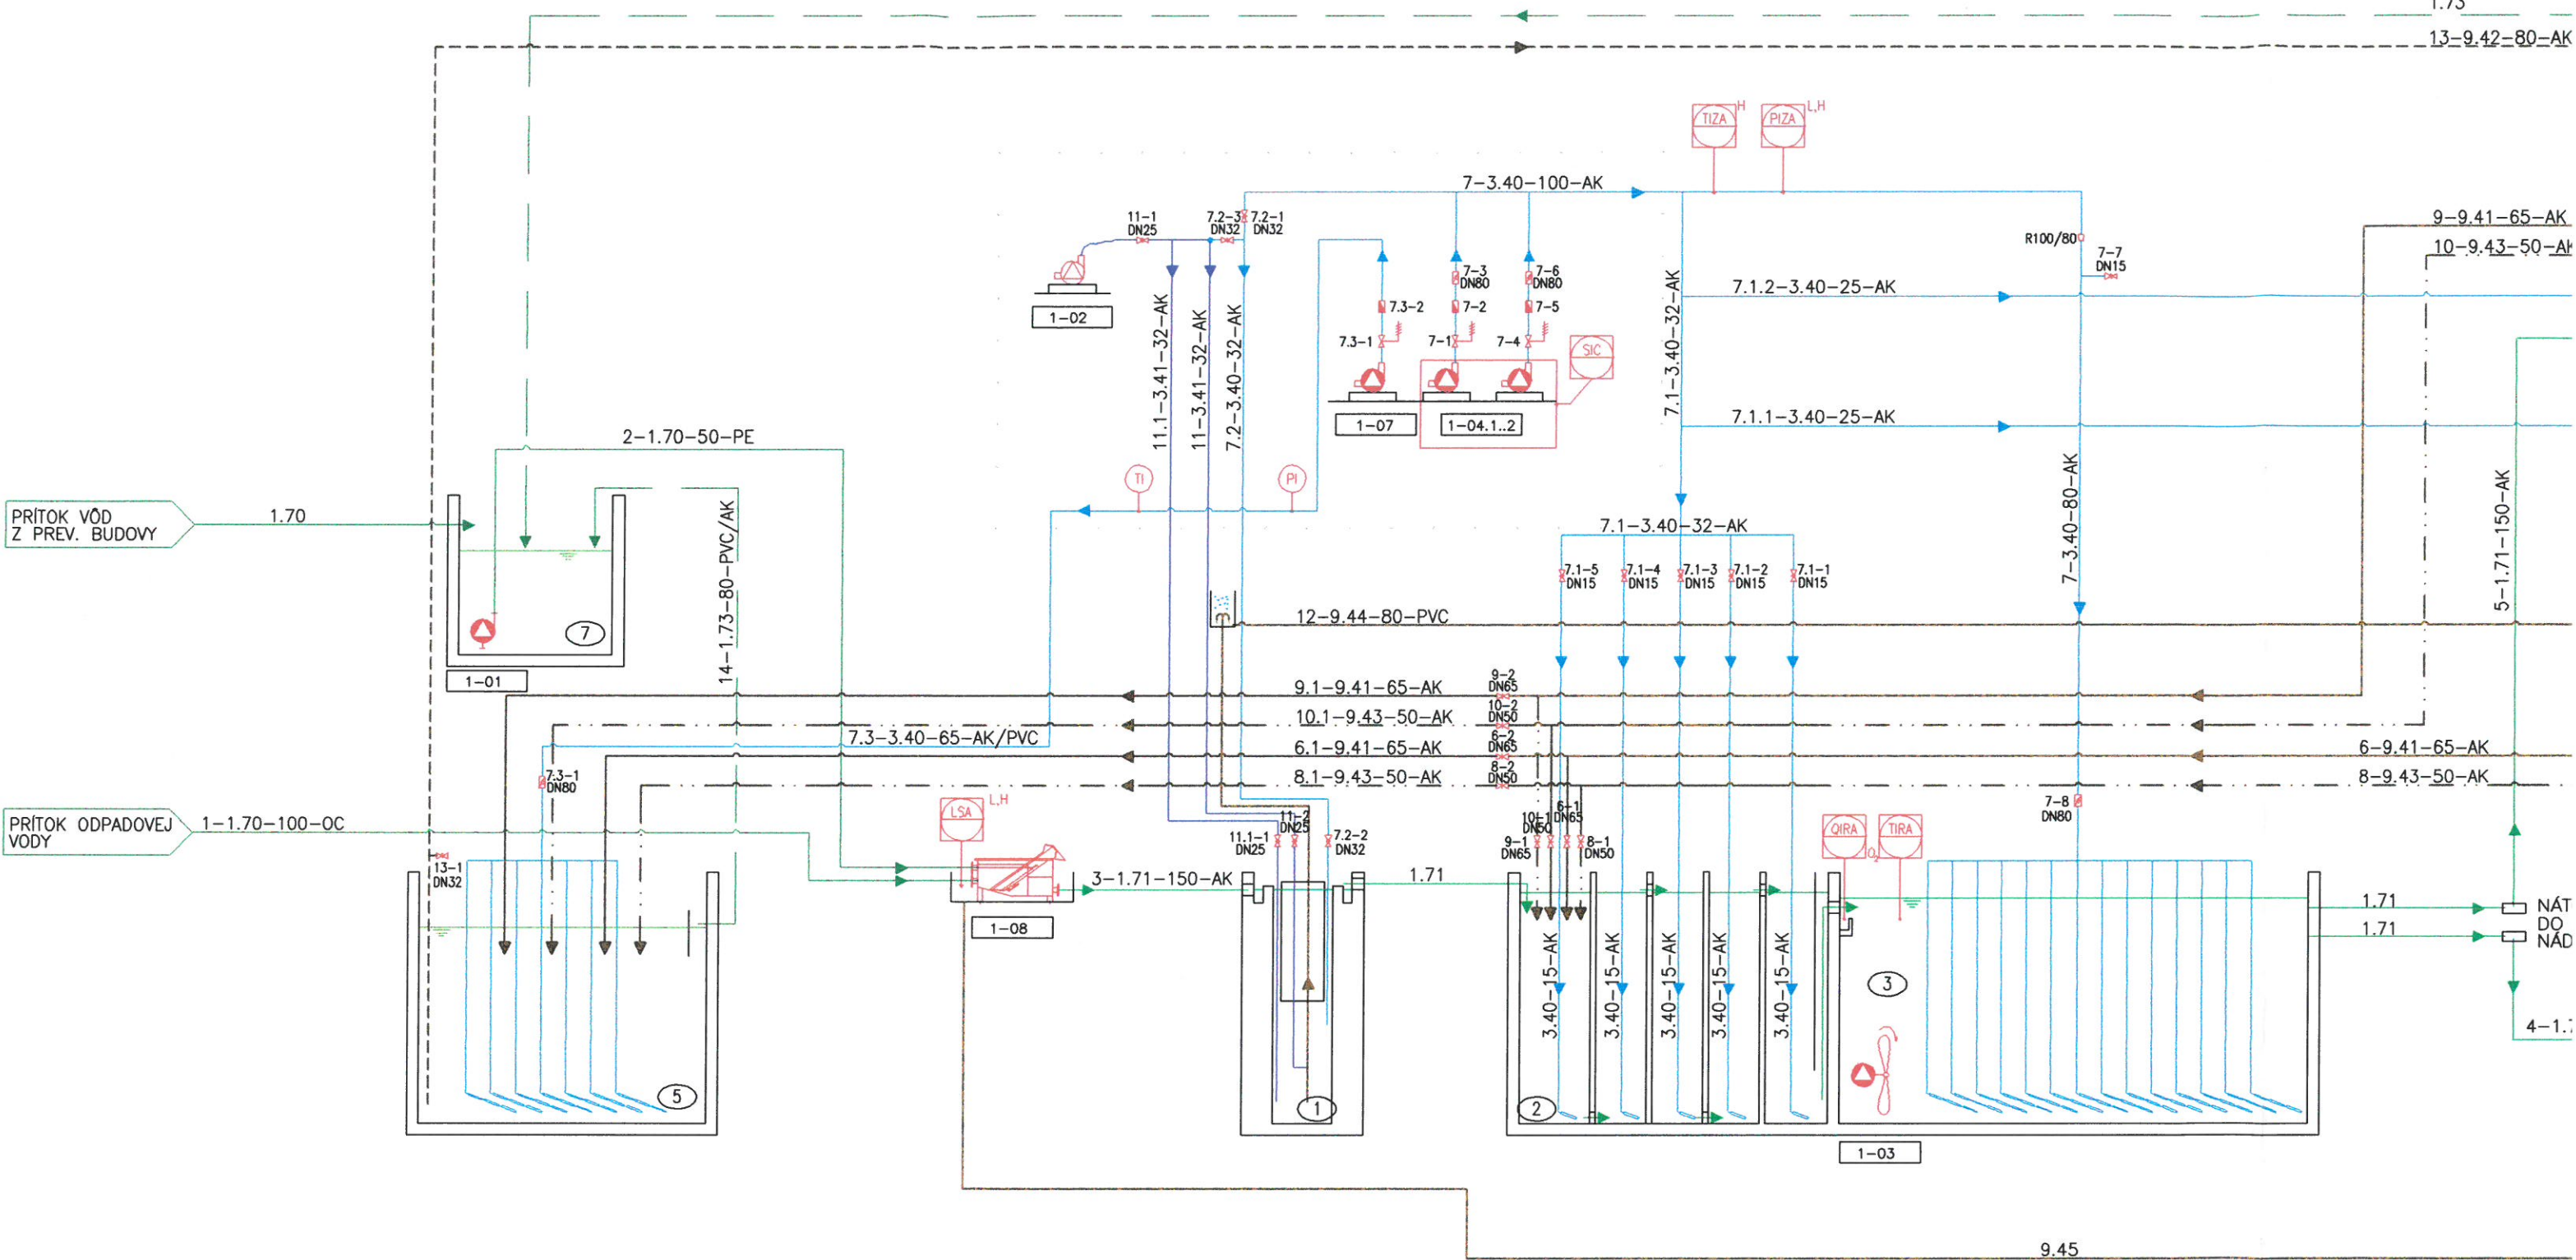 1.73
13-9.42-80-AK
TIZA
H
PIZA
L,H
7-3.40-100-AK
9-9.41-65-AK
10-9.43-50-AK
11-1
DN25
7.2-3
DN32
7.2-1
DN32
R100/80
7-7
DN15
7-3
DN80
7-6
DN80
7.1.2-3.40-25-AK
7.3-2
7-2
7-5
1-02
7.3-1
7-1
7-4
SIC
11.1-3.41-32-AK
11-3.41-32-AK
7.2-3.40-32-AK
7.1-3.40-32-AK
1-07
1-04.1..2
7.1.1-3.40-25-AK
2-1.70-50-PE
TI
PI
7-3.40-80-AK
5-1.71-150-AK
PRÍTOK VÔD
Z PREV. BUDOVY
1.70
14-1.73-80-PVC/AK
7.1-3.40-32-AK
7.1-5
DN15
7.1-4
DN15
7.1-3
DN15
7.1-2
DN15
7.1-1
DN15
7
12-9.44-80-PVC
1-01
9.1-9.41-65-AK
9-2
DN65
10.1-9.43-50-AK
10-2
DN50
7.3-3.40-65-AK/PVC
6.1-9.41-65-AK
6-2
DN65
6-9.41-65-AK
8.1-9.43-50-AK
8-2
DN50
8-9.43-50-AK
7.3-1
DN80
PRÍTOK ODPADOVEJ
VODY
1-1.70-100-OC
LSA
L,H
11.1-1
DN25
11-2
DN25
7.2-2
DN32
10-1
DN50
6-1
DN65
9-1
DN65
8-1
DN50
7-8
DN80
QIRA
O2
TIRA
13-1
DN32
3-1.71-150-AK
1.71
1-08
3.40-15-AK
3.40-15-AK
3.40-15-AK
3.40-15-AK
3.40-15-AK
1.71
1.71
NÁT
DO
NÁD
3
4-1.
5
1
2
1-03
9.45